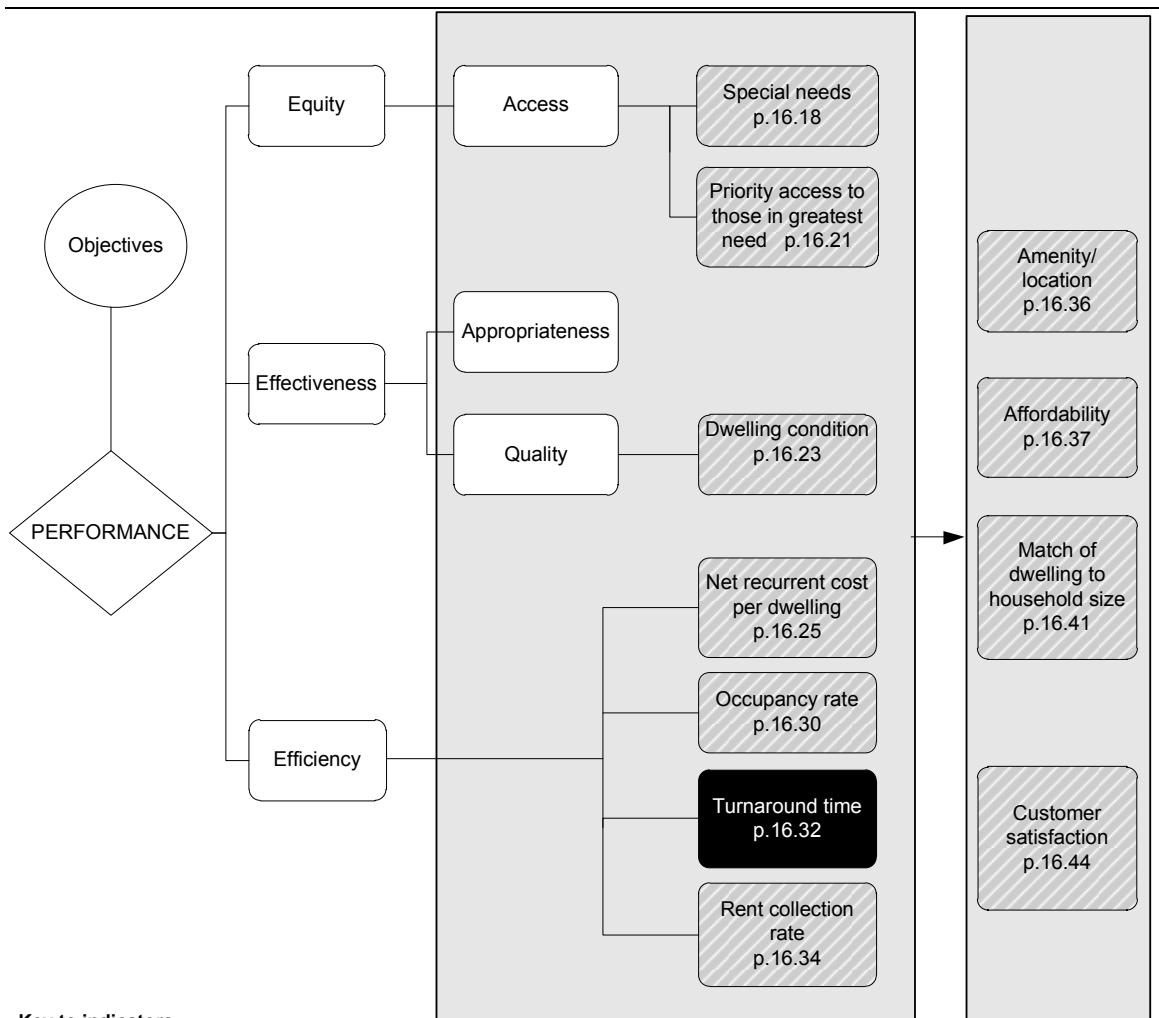 Objectives
PERFORMANCE
Equity
Access
Special needs
p.16.18
Priority access to
those in greatest
need p.16.21
Effectiveness
Appropriateness
Quality
Dwelling condition
p.16.23
Efficiency
Net recurrent cost
per dwelling
p.16.25
Occupancy rate
p.16.30
Turnaround time
p.16.32
Rent collection
rate
p.16.34
Amenity/
location
p.16.36
Affordability
p.16.37
Match of
dwelling to
household size
p.16.41
Customer
satisfaction
p.16.44
Key to indicators